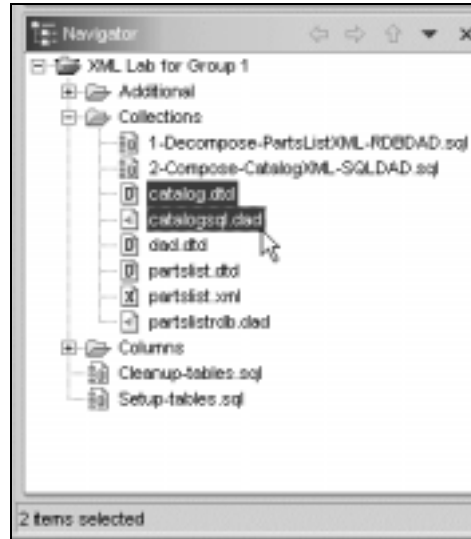 Navigator
XML Lab for Group 1
Additional
Collections
1-Decompose-PartsListXML-RDBDAD.sql
2-Compose-CatalogXML-SQLDAD.sql
catalog.dtd
catalogsql.dad
dad.dtd
partslist.dtd
partslist.xml
partslistrdb.dad
Columns
Cleanup-tables.sql
Setup-tables.sql
2 items selected